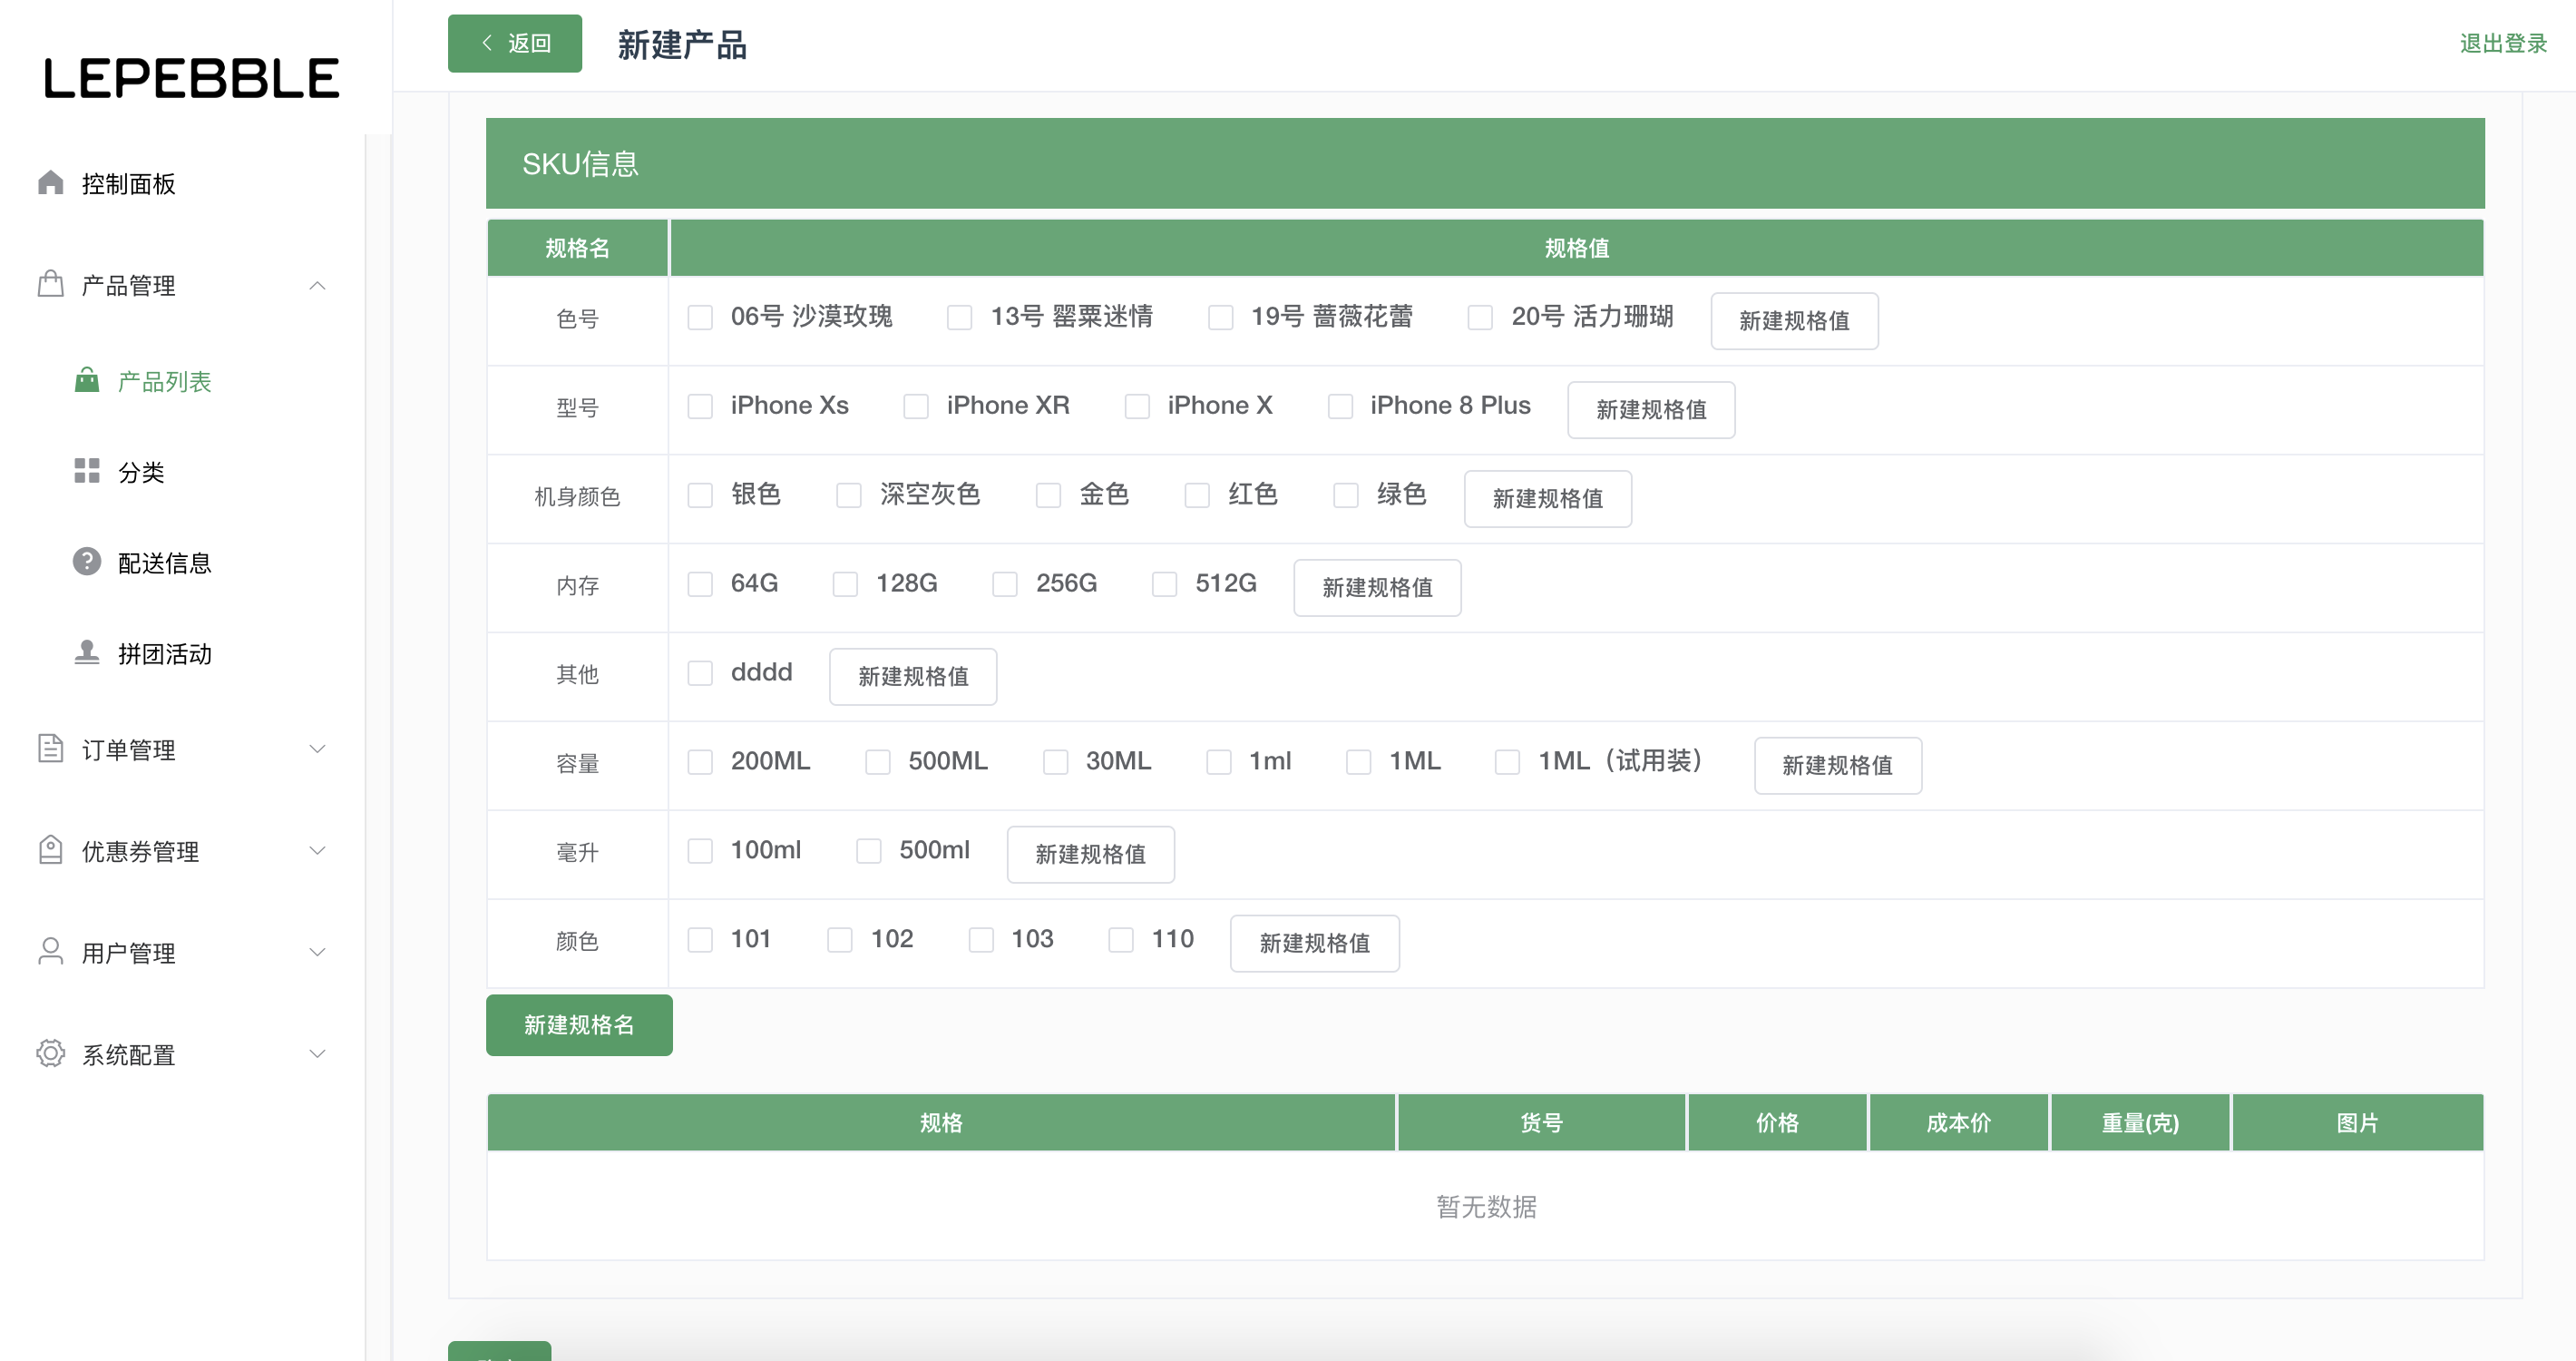 LEPEBBLE
控制面板
产品管理
产品列表
分类
配送信息
拼团活动
订单管理
优惠券管理
用户管理
系统配置
返回 新建产品 退出登录
SKU信息
规格名 规格值
色号 06号 沙漠玫瑰 13号 罂粟迷情 19号 蔷薇花蕾 20号 活力珊瑚 新建规格值
型号 iPhone Xs iPhone XR iPhone X iPhone 8 Plus 新建规格值
机身颜色 银色 深空灰色 金色 红色 绿色 新建规格值
内存 64G 128G 256G 512G 新建规格值
其他 dddd 新建规格值
容量 200ML 500ML 30ML 1ml 1ML 1ML（试用装） 新建规格值
毫升 100ml 500ml 新建规格值
颜色 101 102 103 110 新建规格值
新建规格名
规格 货号 价格 成本价 重量(克) 图片
暂无数据